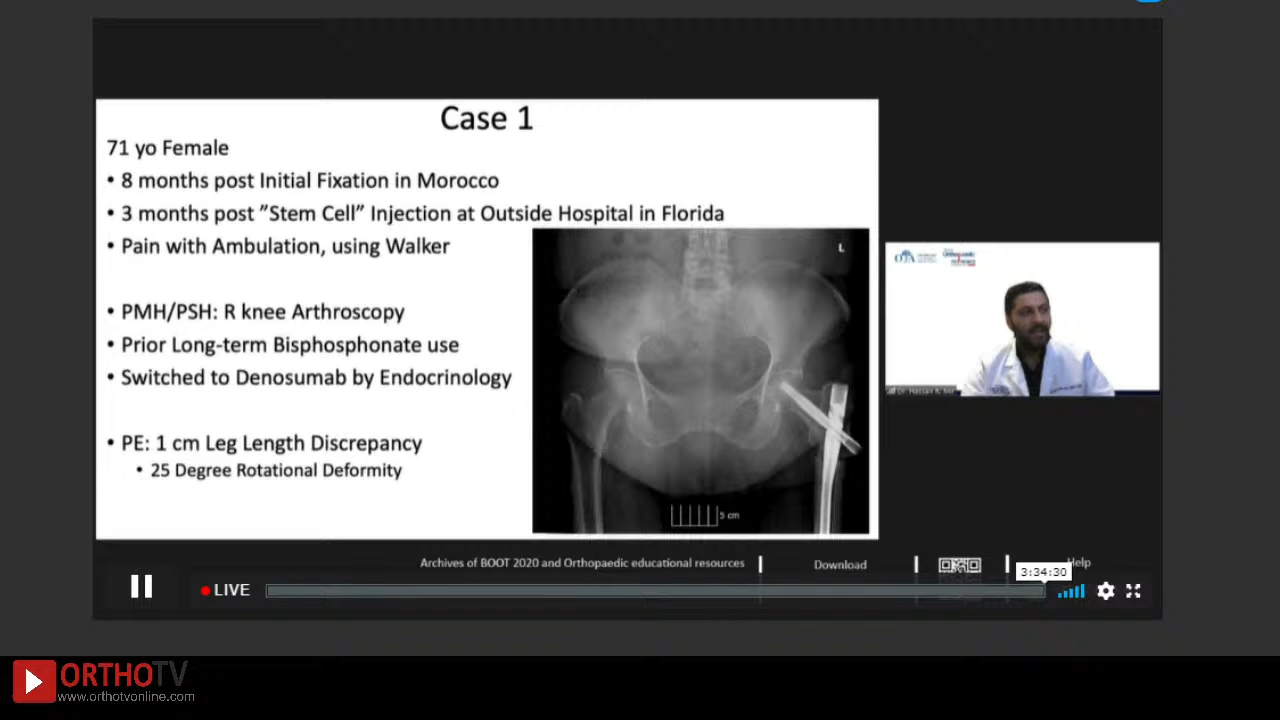 Case 1
71 yo Female
• 8 months post Initial Fixation in Morocco
• 3 months post ”Stem Cell” Injection at Outside Hospital in Florida
• Pain with Ambulation, using Walker
• PMH/PSH: R knee Arthroscopy
• Prior Long-term Bisphosphonate use
• Switched to Denosumab by Endocrinology
• PE: 1 cm Leg Length Discrepancy
• 25 Degree Rotational Deformity
L
5 cm
OTA
Archives of BOOT 2020 and Orthopaedic educational resources
Download
Help
3:34:30
LIVE
ORTHOTV
www.orthotvonline.com